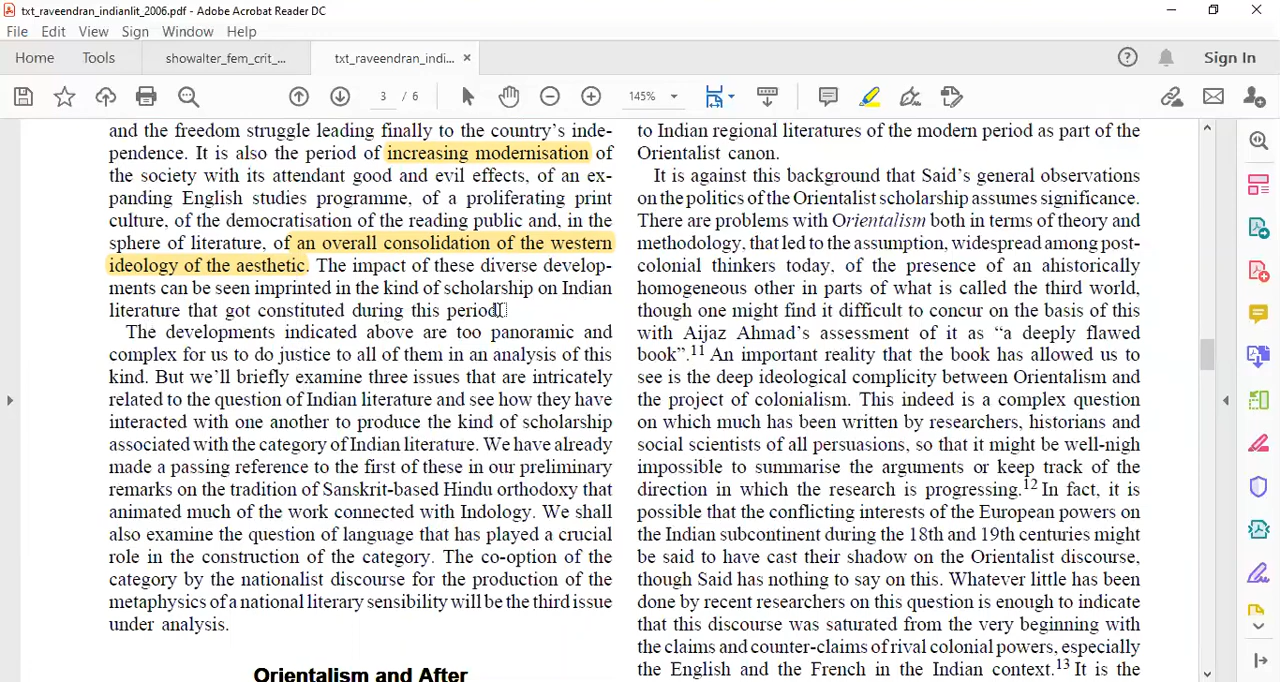 txt_raveendran_indianlit_2006.pdf - Adobe Acrobat Reader DC
File Edit View Sign Window Help
Home Tools showalter_fem_crit_... txt_raveendran_indi... × Sign In
3 / 6 145%
and the freedom struggle leading finally to the country's inde-
pendence. It is also the period of increasing modernisation of
the society with its attendant good and evil effects, of an ex-
panding English studies programme, of a proliferating print
culture, of the democratisation of the reading public and, in the
sphere of literature, of an overall consolidation of the western
ideology of the aesthetic. The impact of these diverse develop-
ments can be seen imprinted in the kind of scholarship on Indian
literature that got constituted during this period.
The developments indicated above are too panoramic and
complex for us to do justice to all of them in an analysis of this
kind. But we'll briefly examine three issues that are intricately
related to the question of Indian literature and see how they have
interacted with one another to produce the kind of scholarship
associated with the category of Indian literature. We have already
made a passing reference to the first of these in our preliminary
remarks on the tradition of Sanskrit-based Hindu orthodoxy that
animated much of the work connected with Indology. We shall
also examine the question of language that has played a crucial
role in the construction of the category. The co-option of the
category by the nationalist discourse for the production of the
metaphysics of a national literary sensibility will be the third issue
under analysis.
Orientalism and After
to Indian regional literatures of the modern period as part of the
Orientalist canon.
It is against this background that Said's general observations
on the politics of the Orientalist scholarship assumes significance.
There are problems with Orientalism both in terms of theory and
methodology, that led to the assumption, widespread among post-
colonial thinkers today, of the presence of an ahistorically
homogeneous other in parts of what is called the third world,
though one might find it difficult to concur on the basis of this
with Aijaz Ahmad's assessment of it as "a deeply flawed
book".11 An important reality that the book has allowed us to
see is the deep ideological complicity between Orientalism and
the project of colonialism. This indeed is a complex question
on which much has been written by researchers, historians and
social scientists of all persuasions, so that it might be well-nigh
impossible to summarise the arguments or keep track of the
direction in which the research is progressing.12 In fact, it is
possible that the conflicting interests of the European powers on
the Indian subcontinent during the 18th and 19th centuries might
be said to have cast their shadow on the Orientalist discourse,
though Said has nothing to say on this. Whatever little has been
done by recent researchers on this question is enough to indicate
that this discourse was saturated from the very beginning with
the claims and counter-claims of rival colonial powers, especially
the English and the French in the Indian context.13 It is the